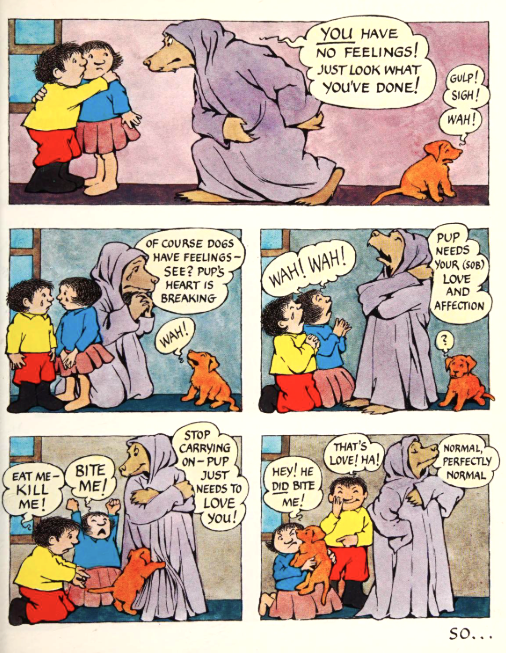 YOU HAVE
NO FEELINGS!
JUST LOOK WHAT
YOU'VE DONE!
GULP!
SIGH!
WAH!
OF COURSE DOGS
HAVE FEELINGS—
SEE? PUP'S
HEART IS
BREAKING
WAH!
WAH! WAH!
PUP
NEEDS
YOUR (SOB)
LOVE
AND
AFFECTION
?
EAT ME—
KILL
ME!
BITE
ME!
STOP
CARRYING
ON—PUP
JUST
NEEDS TO
LOVE
YOU!
HEY! HE
DID BITE
ME!
THAT'S
LOVE! HA!
NORMAL,
PERFECTLY
NORMAL
SO...